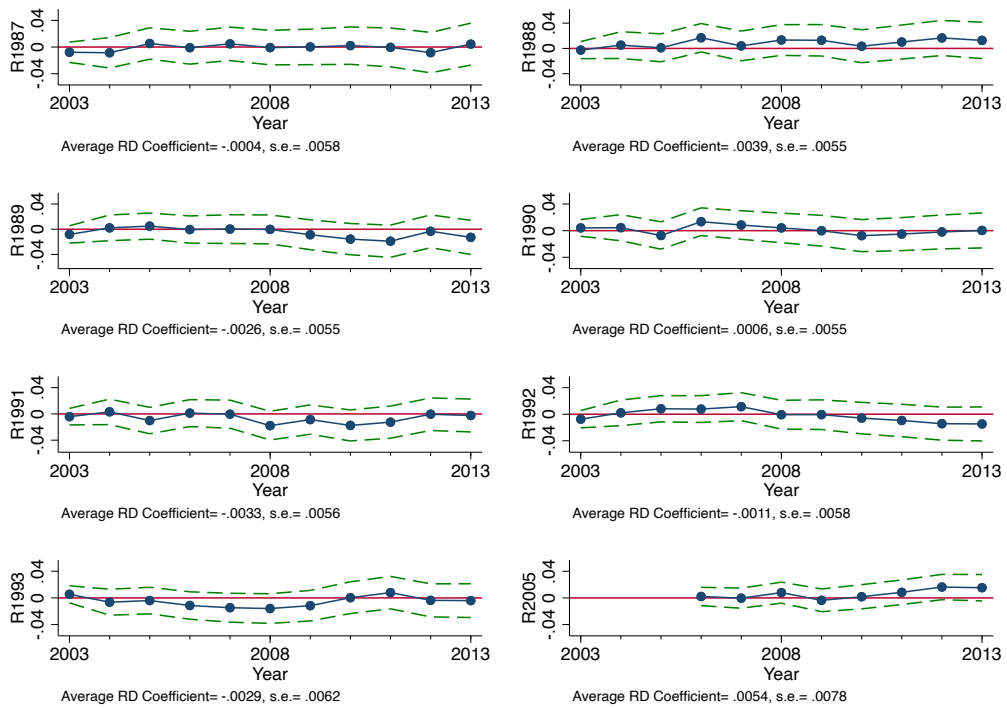 R1987
.04
0
-.04
2003
2008
2013
Year
Average RD Coefficient= -.0004, s.e.= .0058
R1988
.04
0
-.04
2003
2008
2013
Year
Average RD Coefficient= .0039, s.e.= .0055
R1989
.04
0
-.04
2003
2008
2013
Year
Average RD Coefficient= -.0026, s.e.= .0055
R1990
.04
0
-.04
2003
2008
2013
Year
Average RD Coefficient= .0006, s.e.= .0055
R1991
.04
0
-.04
2003
2008
2013
Year
Average RD Coefficient= -.0033, s.e.= .0056
R1992
.04
0
-.04
2003
2008
2013
Year
Average RD Coefficient= -.0011, s.e.= .0058
R1993
.04
0
-.04
2003
2008
2013
Year
Average RD Coefficient= -.0029, s.e.= .0062
R2005
.04
0
-.04
2003
2008
2013
Year
Average RD Coefficient= .0054, s.e.= .0078